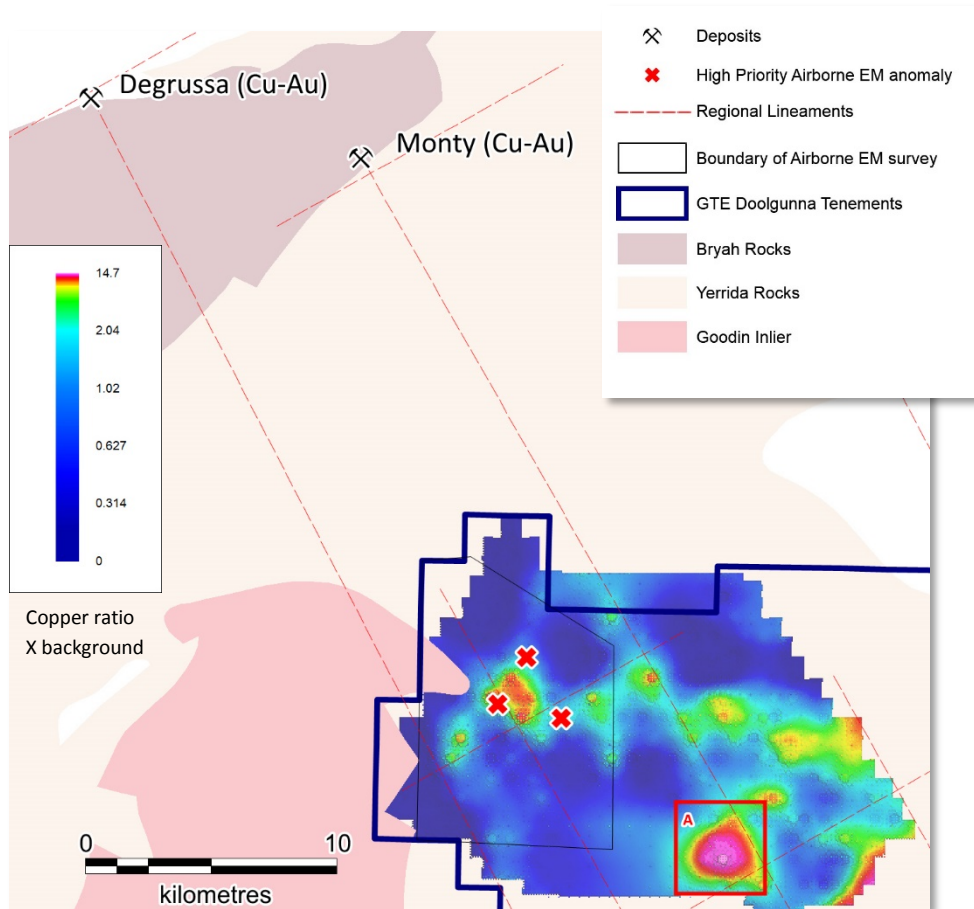 Deposits
High Priority Airborne EM anomaly
Regional Lineaments
Boundary of Airborne EM survey
GTE Doolgunna Tenements
Bryah Rocks
Yerrida Rocks
Goodin Inlier
Degrussa (Cu-Au)
Monty (Cu-Au)
14.7
2.04
1.02
0.627
0.314
0
Copper ratio
X background
A
0 10
kilometres